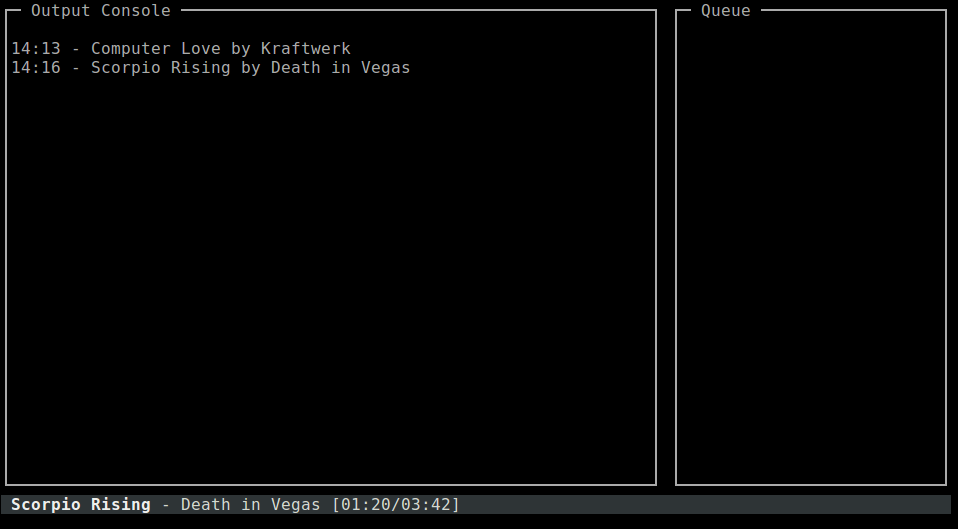 Output Console
Queue
14:13 - Computer Love by Kraftwerk
14:16 - Scorpio Rising by Death in Vegas
Scorpio Rising - Death in Vegas [01:20/03:42]